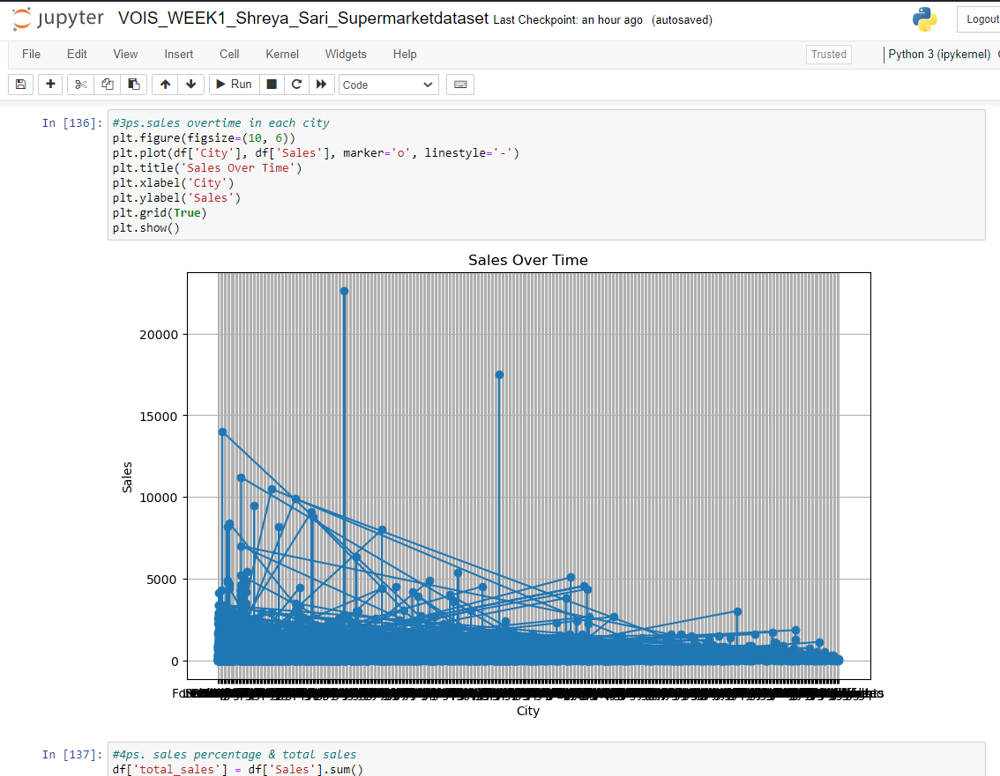 jupyter VOIS_WEEK1_Shreya_Sari_Supermarketdataset Last Checkpoint: an hour ago (autosaved) Logout
File Edit View Insert Cell Kernel Widgets Help Trusted Python 3 (ipykernel)
Run Code
In [136]: #3ps.sales overtime in each city
plt.figure(figsize=(10, 6))
plt.plot(df['City'], df['Sales'], marker='o', linestyle='-')
plt.title('Sales Over Time')
plt.xlabel('City')
plt.ylabel('Sales')
plt.grid(True)
plt.show()
Sales Over Time
20000
15000
10000
5000
0
Sales
City
In [137]: #4ps. sales percentage & total sales
df['total_sales'] = df['Sales'].sum()